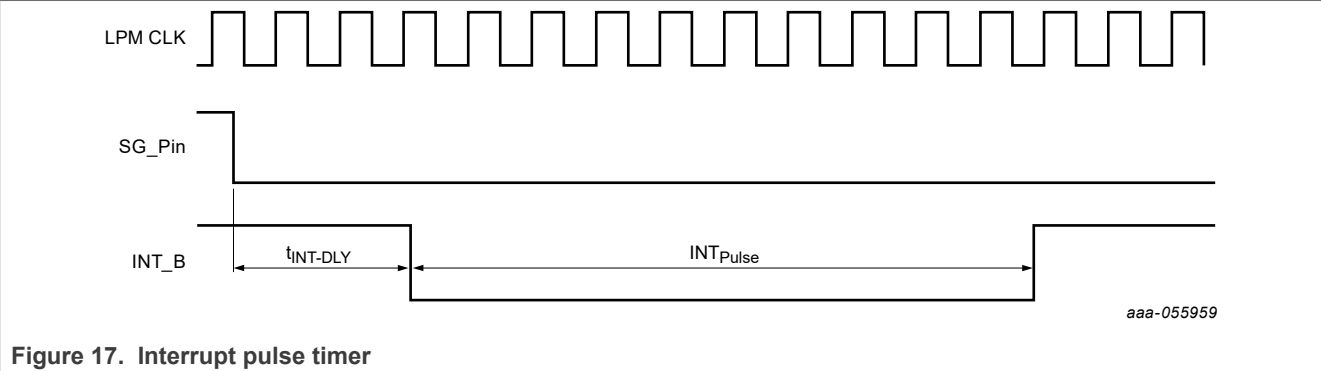 LPM CLK
SG_Pin
INT_B
tINT-DLY
INTPulse
aaa-055959
Figure 17. Interrupt pulse timer